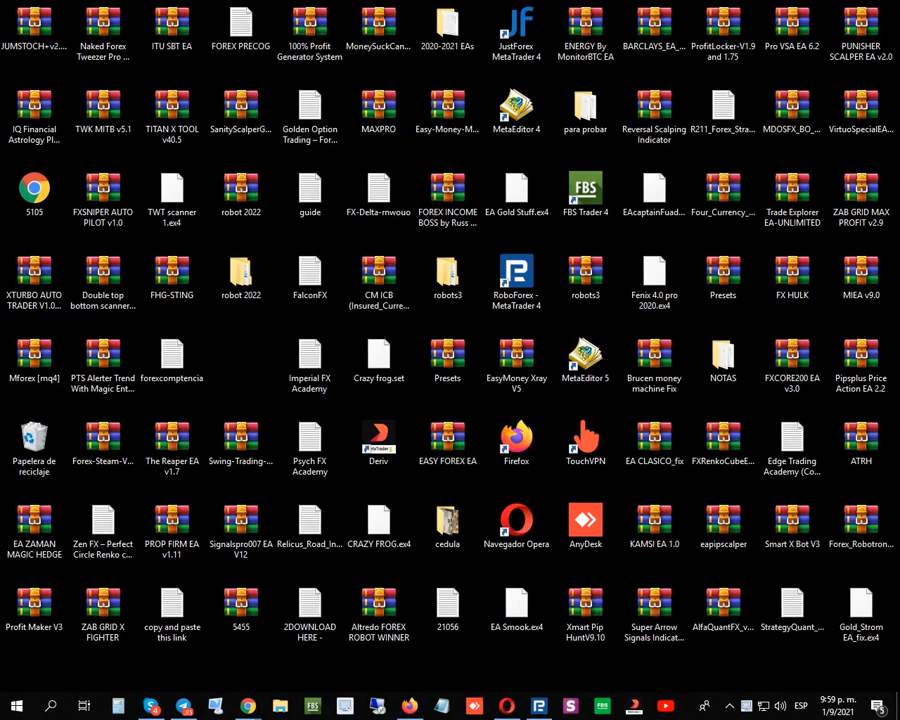 JUMSTOCH+ v2....
Naked Forex
Tweezer Pro ...
ITU SBT EA
FOREX PRECOG
100% Profit
Generator System
MoneySuckCan...
2020-2021 EAs
JustForex
MetaTrader 4
ENERGY By
MonitorBTC EA
BARCLAYS_EA_...
ProfitLocker-V1.9
and 1.75
Pro VSA EA 6.2
PUNISHER
SCALPER EA v2.0
IQ Financial
Astrology Pl...
TWK MITB v5.1
TITAN X TOOL
v40.5
SanityScalperG...
Golden Option
Trading – For...
MAXPRO
Easy-Money-M...
MetaEditor 4
para probar
Reversal Scalping
Indicator
R211_Forex_Stra...
MDOSFX_BO_...
VirtuoSpecialEA...
5105
FXSNIPER AUTO
PILOT v1.0
TWT scanner
1.ex4
robot 2022
guide
FX-Delta-rnwouo
FOREX INCOME
BOSS by Russ ...
EA Gold Stuff.ex4
FBS
FBS Trader 4
EAcaptainFuad...
Four_Currency_...
Trade Explorer
EA-UNLIMITED
ZAB GRID MAX
PROFIT v2.9
XTURBO AUTO
TRADER V1.0...
Double top
bottom scanner...
FHG-STING
robot 2022
FalconFX
CM ICB
(Insured_Curre...
robots3
RoboForex -
MetaTrader 4
robots3
Fenix 4.0 pro
2020.ex4
Presets
FX HULK
MIEA v9.0
Mforex [mq4]
PTS Alerter Trend
With Magic Ent...
forexcomptencia
Imperial FX
Academy
Crazy frog.set
Presets
EasyMoney Xray
V5
MetaEditor 5
Brucen money
machine Fix
NOTAS
FXCORE200 EA
v3.0
Pipsplus Price
Action EA 2.2
Papelera de
reciclaje
Forex-Steam-V...
The Reaper EA
v1.7
Swing-Trading-...
Psych FX
Academy
Deriv
EASY FOREX EA
Firefox
TouchVPN
EA CLASICO_fix
FXRenkoCubeE...
Edge Trading
Academy (Co...
ATRH
EA ZAMAN
MAGIC HEDGE
Zen FX – Perfect
Circle Renko c...
PROP FIRM EA
v1.11
Signalspro007 EA
V12
Relicus_Road_In...
CRAZY FROG.ex4
cedula
Navegador Opera
AnyDesk
KAMSI EA 1.0
eapipscalper
Smart X Bot V3
Forex_Robotron...
Profit Maker V3
ZAB GRID X
FIGHTER
copy and paste
this link
5455
2DOWNLOAD
HERE -
Altredo FOREX
ROBOT WINNER
21056
EA Smook.ex4
Xmart Pip
HuntV9.10
Super Arrow
Signals Indicat...
AlfaQuantFX_v...
StrategyQuant_...
Gold_Strom
EA_fix.ex4
FBS
FBS
ESP
9:59 p. m.
1/9/2021
5